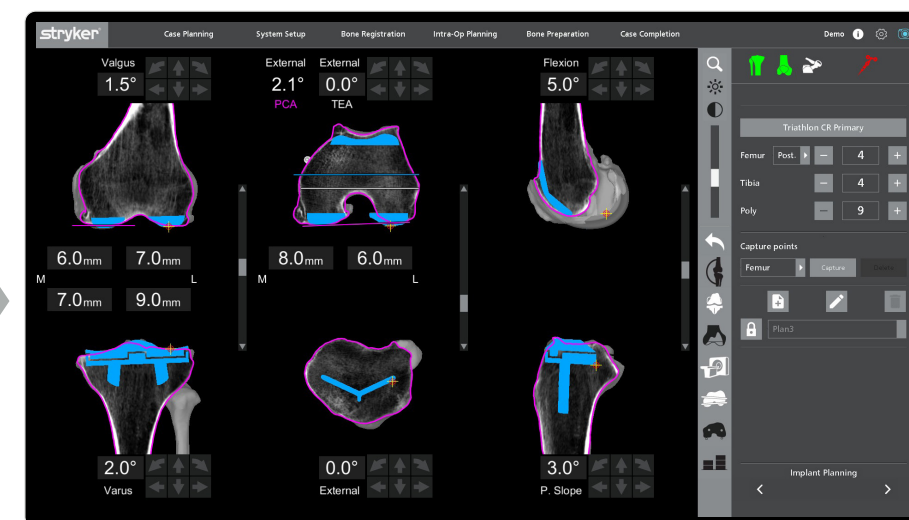 stryker
Case Planning
System Setup
Bone Registration
Intra-Op Planning
Bone Preparation
Case Completion
Demo
Valgus
1.5°
External
2.1°
PCA
External
0.0°
TEA
Flexion
5.0°
6.0mm
7.0mm
M
L
7.0mm
9.0mm
8.0mm
6.0mm
M
L
2.0°
Varus
0.0°
External
3.0°
P. Slope
Triathlon CR Primary
Femur Post. − 4 +
Tibia − 4 +
Poly − 9 +
Capture points
Femur Capture Delete
Plan3
Implant Planning